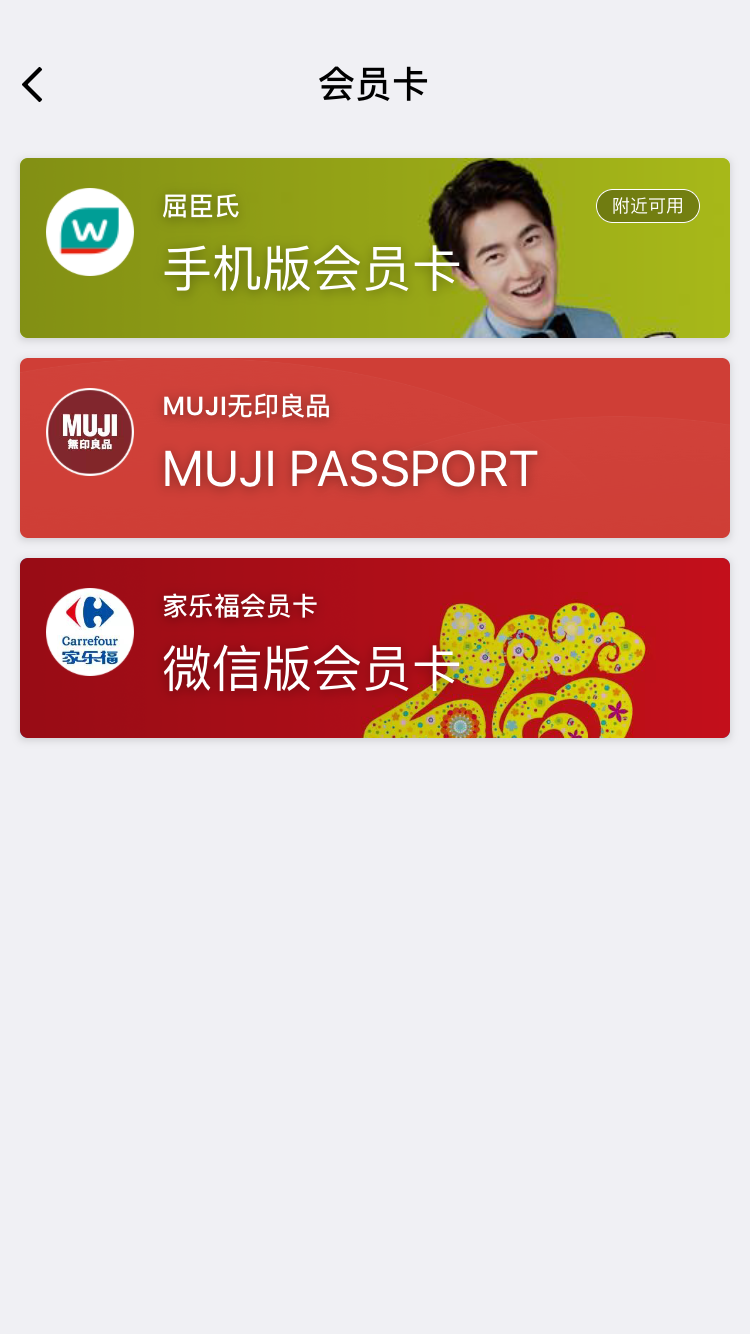 会员卡
屈臣氏
附近可用
W
手机版会员卡
MUJI无印良品
MUJI
無印良品
MUJI PASSPORT
家乐福会员卡
Carrefour
家乐福
微信版会员卡